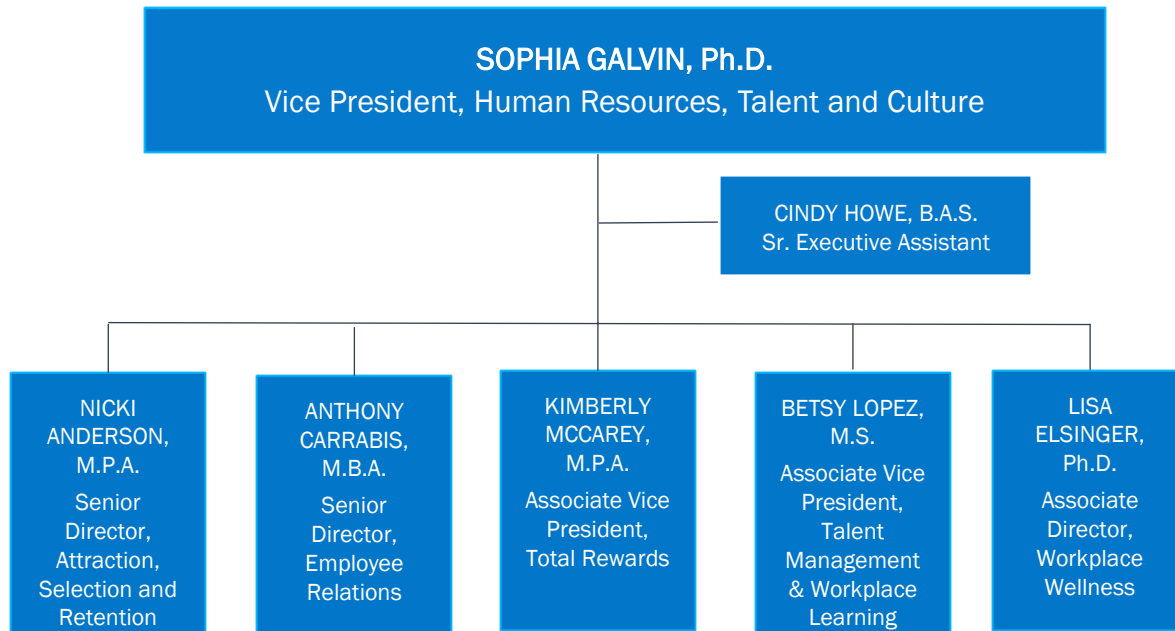 SOPHIA GALVIN, Ph.D.
Vice President, Human Resources, Talent and Culture
CINDY HOWE, B.A.S.
Sr. Executive Assistant
NICKI
ANDERSON,
M.P.A.
Senior
Director,
Attraction,
Selection and
Retention
ANTHONY
CARRABIS,
M.B.A.
Senior
Director,
Employee
Relations
KIMBERLY
MCCAREY,
M.P.A.
Associate Vice
President,
Total Rewards
BETSY LOPEZ,
M.S.
Associate Vice
President,
Talent
Management
& Workplace
Learning
LISA
ELSINGER,
Ph.D.
Associate
Director,
Workplace
Wellness